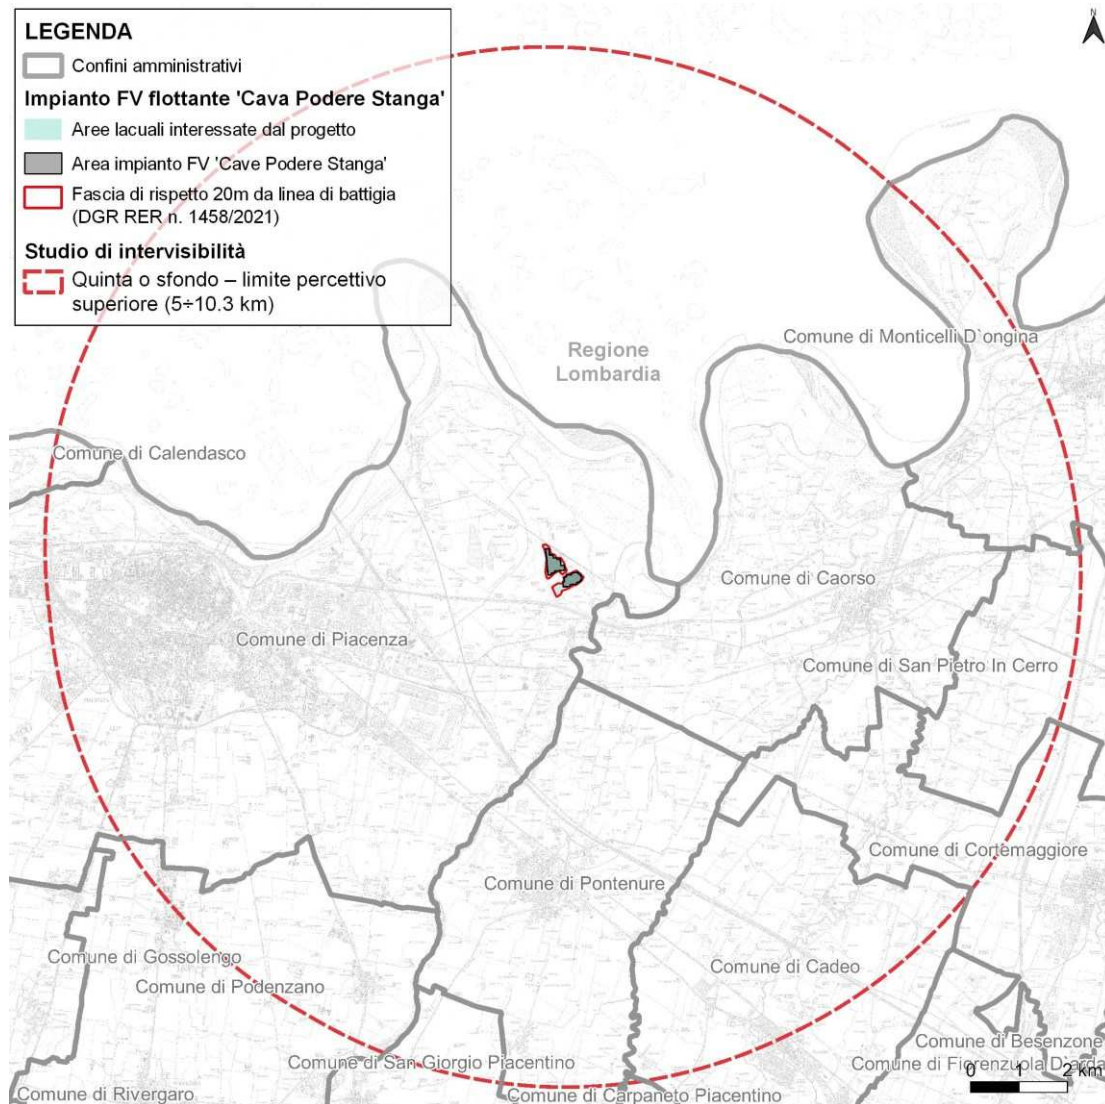 N
LEGENDA
Confini amministrativi
Impianto FV flottante 'Cava Podere Stanga'
Aree lacuali interessate dal progetto
Area impianto FV 'Cave Podere Stanga'
Fascia di rispetto 20m da linea di battigia
(DGR RER n. 1458/2021)
Studio di intervisibilità
Quinta o sfondo – limite percettivo
superiore (5÷10.3 km)
Comune di Monticelli D`ongina
Regione
Lombardia
Comune di Calendasco
Comune di Caorso
Comune di Piacenza
Comune di San Pietro In Cerro
Comune di Cortemaggiore
Comune di Pontenure
Comune di Gossolengo
Comune di Cadeo
Comune di Podenzano
Comune di Besenzone
Comune di San Giorgio Piacentino
Comune di Fiorenzuola D'arda
0 1 2 km
Comune di Rivergaro
Comune di Carpaneto Piacentino